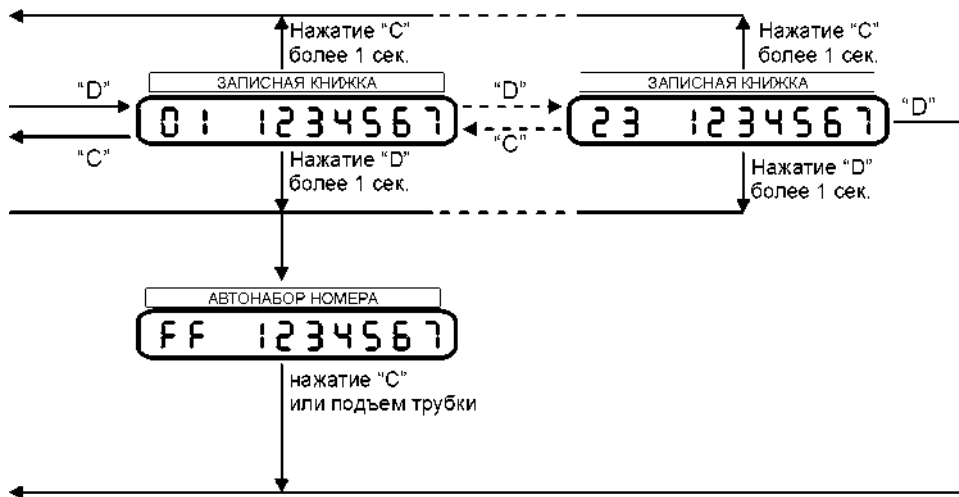 Нажатие “C”
более 1 сек.
Нажатие “C”
более 1 сек.
ЗАПИСНАЯ КНИЖКА
ЗАПИСНАЯ КНИЖКА
“D”
01 1234567
“D”
“C”
23 1234567
“D”
“C”
Нажатие “D”
более 1 сек.
Нажатие “D”
более 1 сек.
АВТОНАБОР НОМЕРА
FF 1234567
нажатие “C”
или подъем трубки